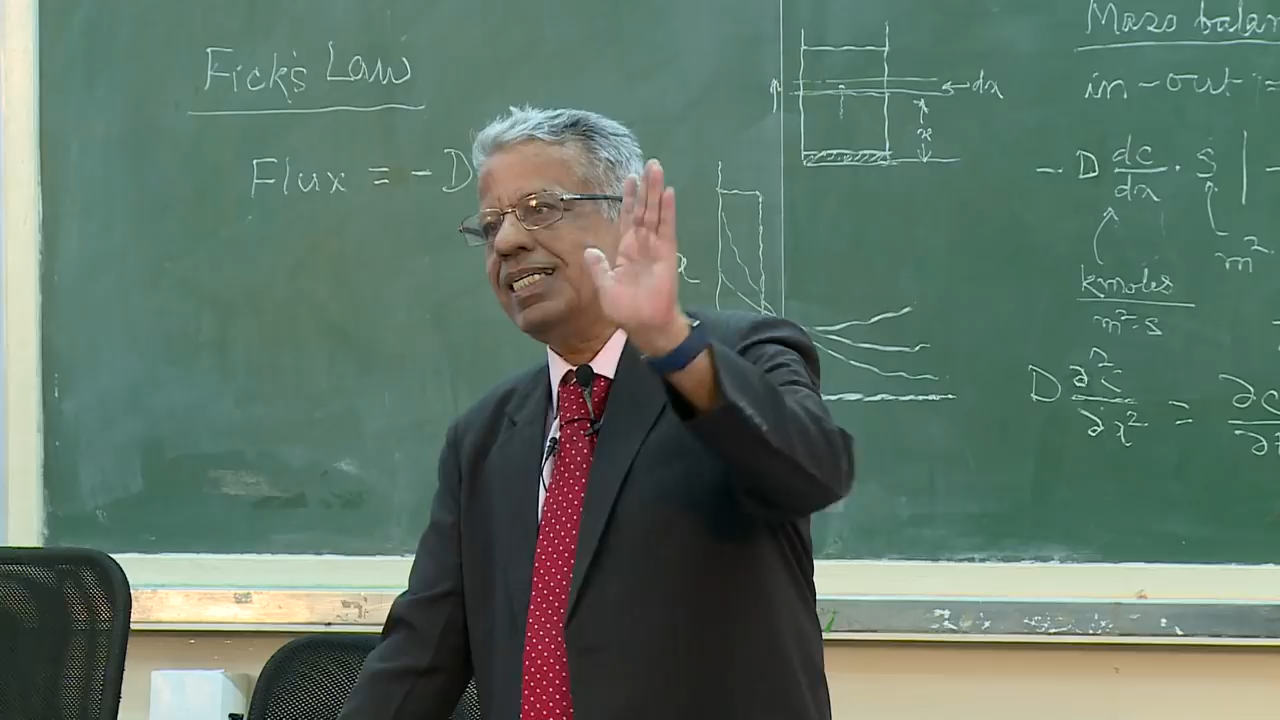 Fick's Law
Flux = - D
dx
x
x
Mass balan
in - out =
- D dc/dx · S | -
kmoles/m²·s
m²
D ∂²c/∂x² = ∂c/∂t